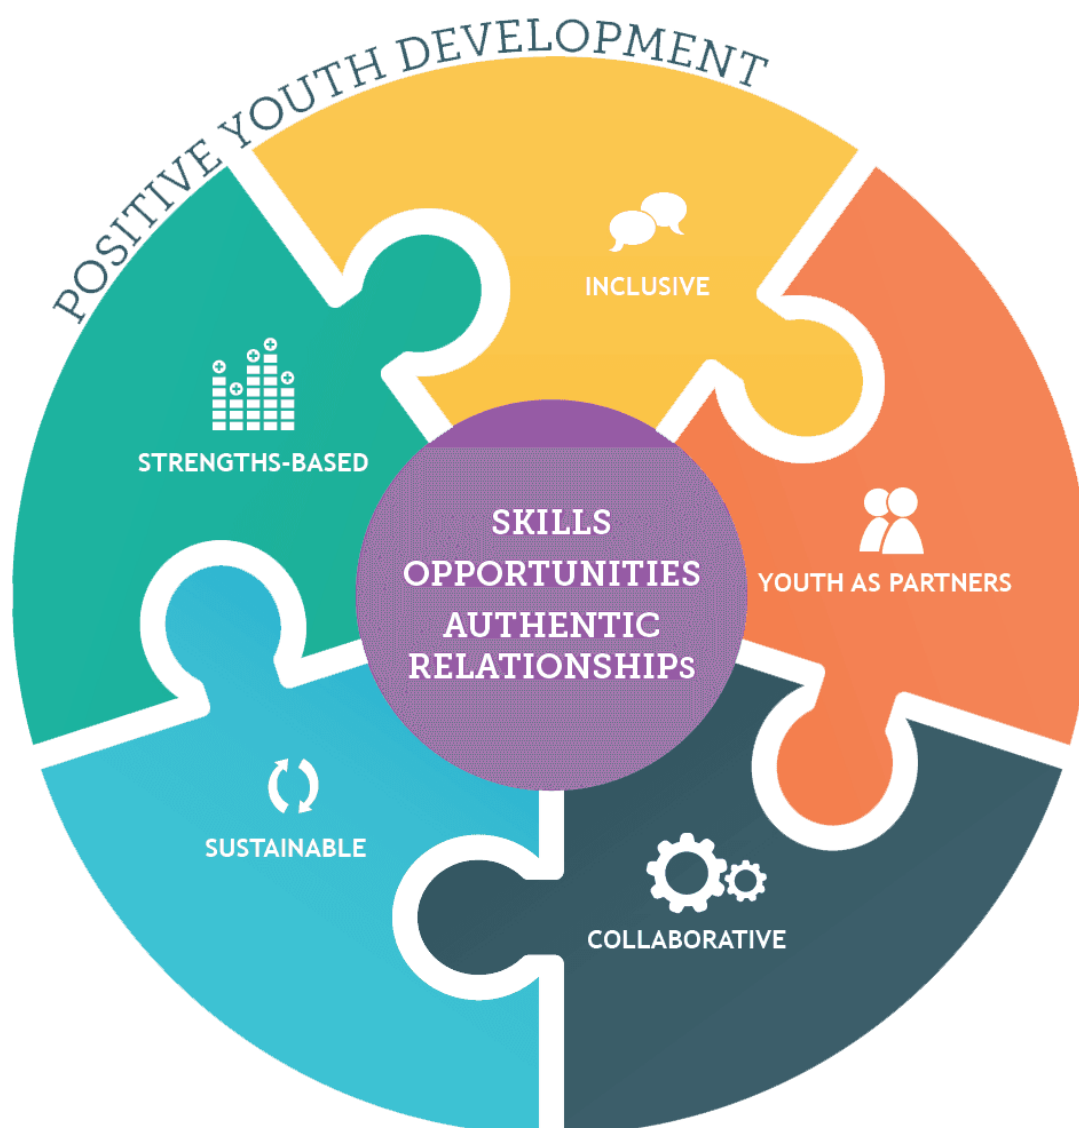 POSITIVE YOUTH DEVELOPMENT
INCLUSIVE
STRENGTHS-BASED
SKILLS
OPPORTUNITIES
AUTHENTIC
RELATIONSHIPS
YOUTH AS PARTNERS
SUSTAINABLE
COLLABORATIVE